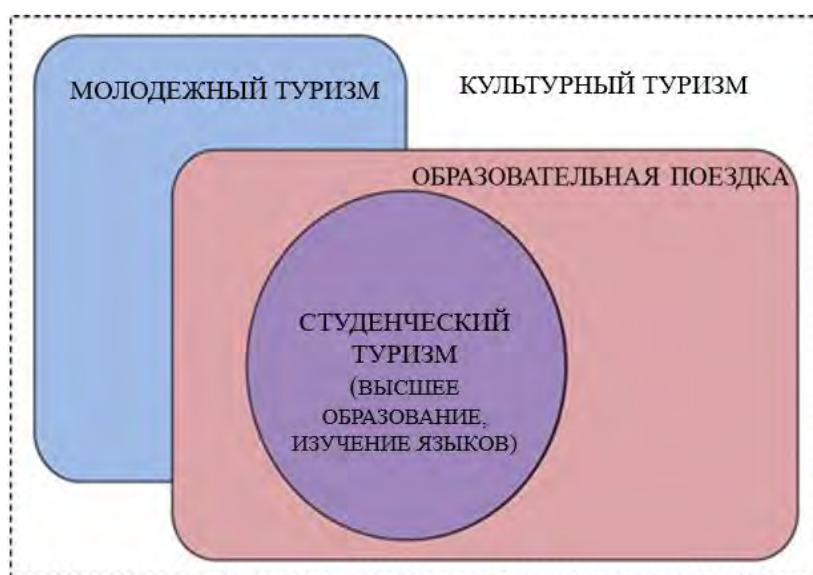 МОЛОДЕЖНЫЙ ТУРИЗМ
КУЛЬТУРНЫЙ ТУРИЗМ
ОБРАЗОВАТЕЛЬНАЯ ПОЕЗДКА
СТУДЕНЧЕСКИЙ
ТУРИЗМ
(ВЫСШЕЕ
ОБРАЗОВАНИЕ,
ИЗУЧЕНИЕ ЯЗЫКОВ)